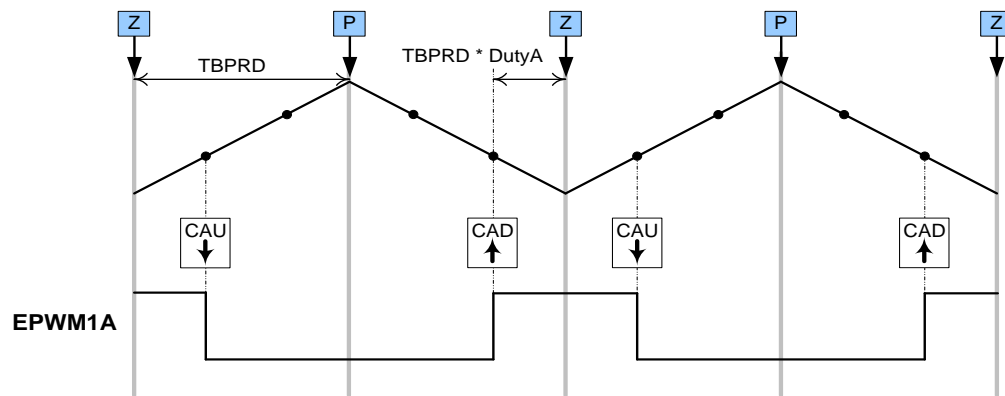 Z P Z P Z
TBPRD TBPRD * DutyA
CAU CAD CAU CAD
EPWM1A